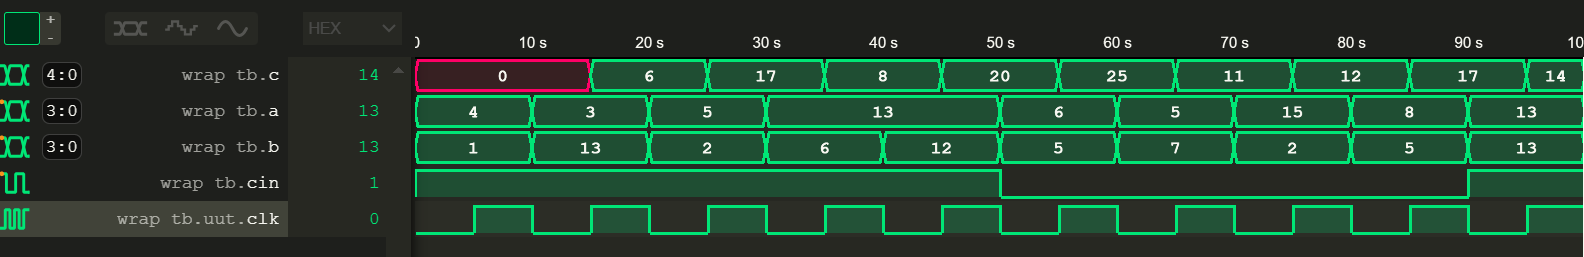 +
-
HEX
0 10 s 20 s 30 s 40 s 50 s 60 s 70 s 80 s 90 s 10
4:0 wrap tb.c 14 0 6 17 8 20 25 11 12 17 14
3:0 wrap tb.a 13 4 3 5 13 6 5 15 8 13
3:0 wrap tb.b 13 1 13 2 6 12 5 7 2 5 13
wrap tb.cin 1
wrap tb.uut.clk 0